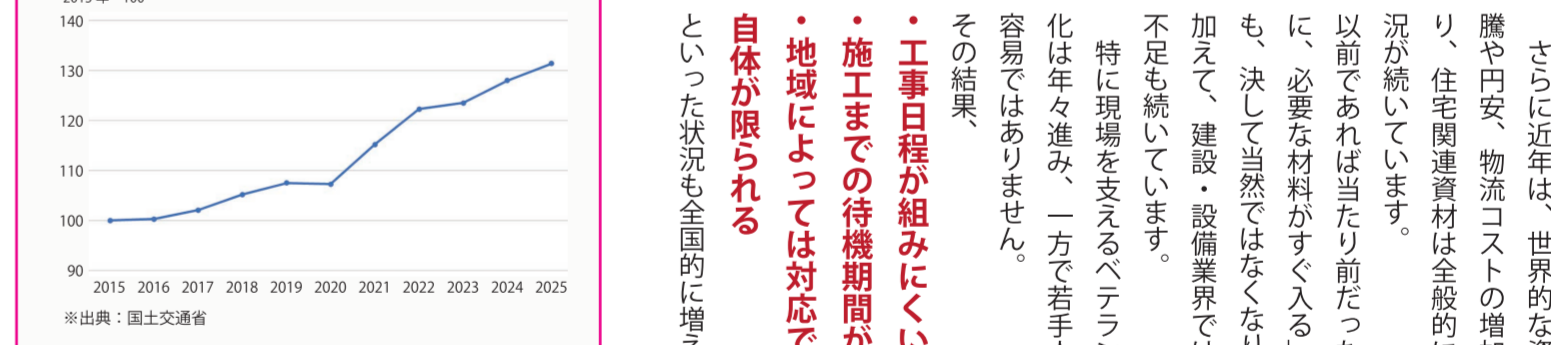 さらに近年は、世界的な
騰や円安、物流コストの増
り、住宅関連資材は全般的に
況が続いています。
以前であれば当たり前だった
に、必要な材料がすぐ入る」
も、決して当然ではなくなり
加えて、建設・設備業界では
不足も続いています。
特に現場を支えるベテラン
化は年々進み、一方で若手
容易ではありません。
その結果、
・工事日程が組みにくい
・施工までの待機期間が
・地域によっては対応で
自体が限られる
といった状況も全国的に増え
140
130
120
110
100
90
2015 2016 2017 2018 2019 2020 2021 2022 2023 2024 2025
※出典：国土交通省